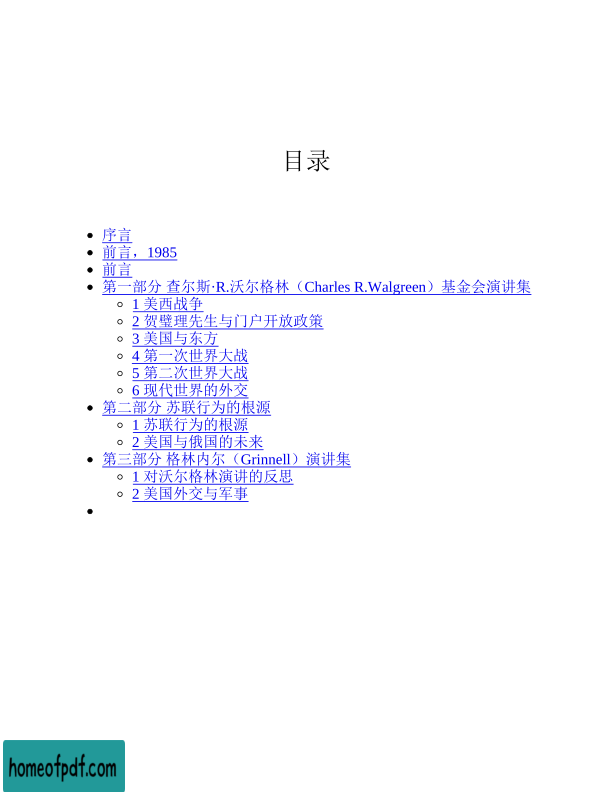 目录
序言
前言，1985
前言
第一部分 查尔斯·R.沃尔格林（Charles R.Walgreen）基金会演讲集
1 美西战争
2 贺璧理先生与门户开放政策
3 美国与东方
4 第一次世界大战
5 第二次世界大战
6 现代世界的外交
第二部分 苏联行为的根源
1 苏联行为的根源
2 美国与俄国的未来
第三部分 格林内尔（Grinnell）演讲集
1 对沃尔格林演讲的反思
2 美国外交与军事
homeofpdf.com